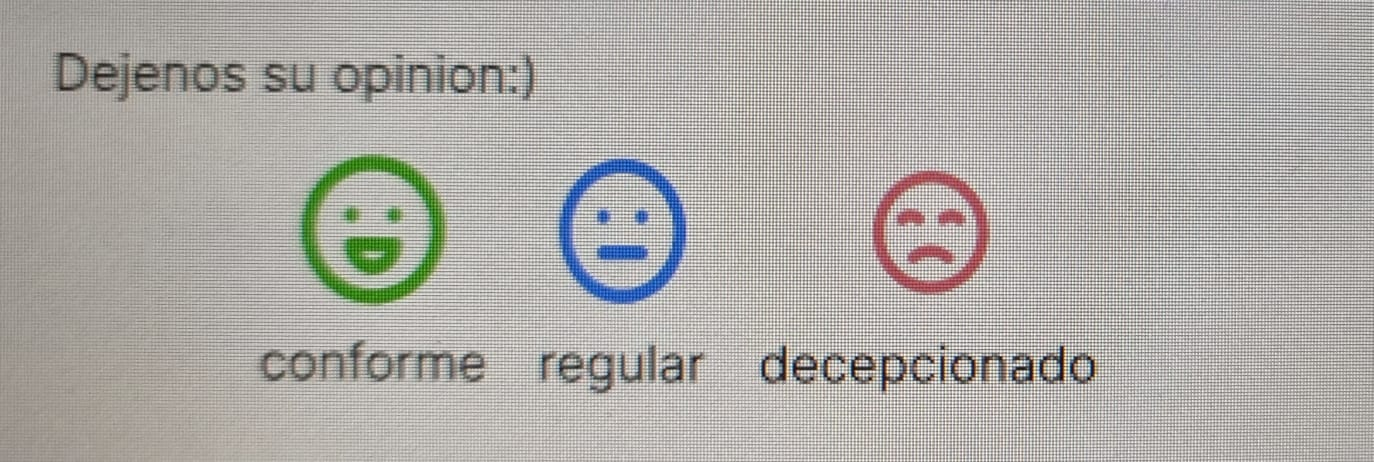 Dejenos su opinion:)
conforme regular decepcionado